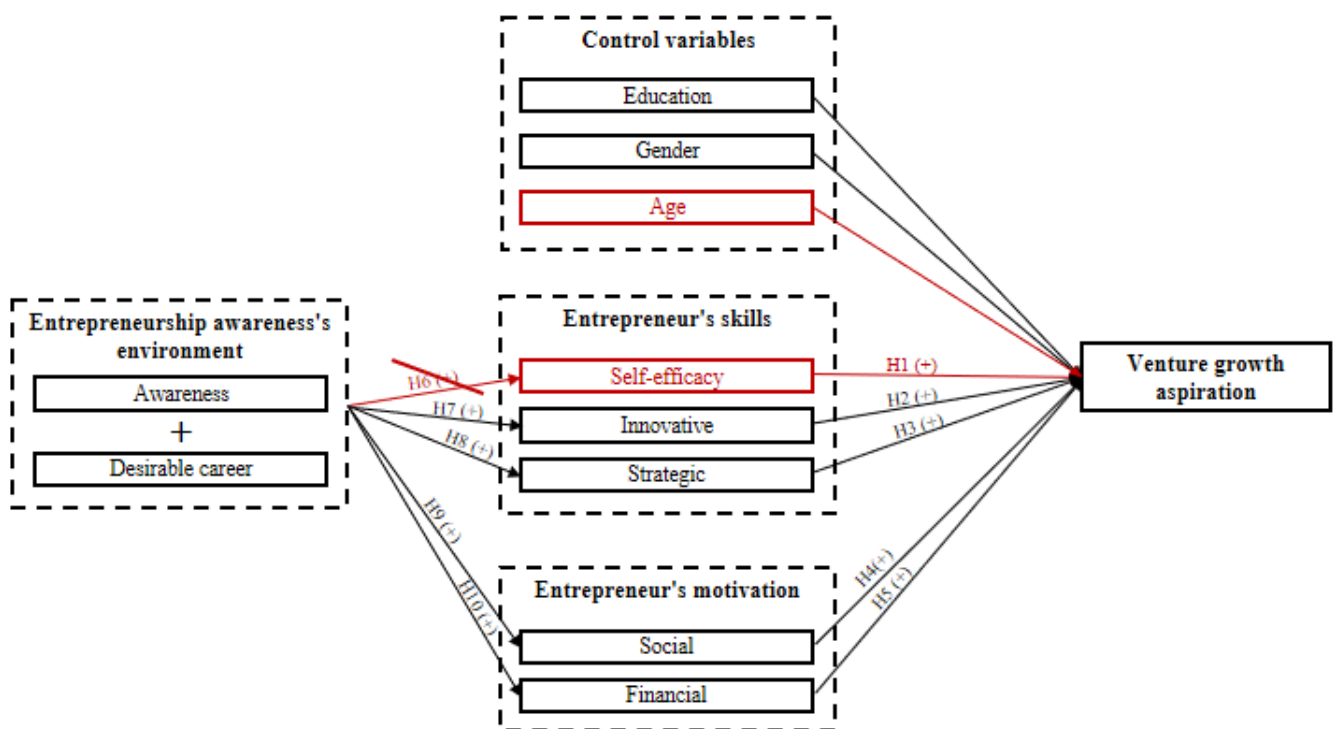 Control variables
Education
Gender
Age
Entrepreneurship awareness's
environment
Awareness
+
Desirable career
H6 (+)
H7 (+)
H8 (+)
H9 (+)
H10 (+)
Entrepreneur's skills
Self-efficacy
Innovative
Strategic
Entrepreneur's motivation
Social
Financial
H1 (+)
H2 (+)
H3 (+)
H4(+)
H5 (+)
Venture growth
aspiration